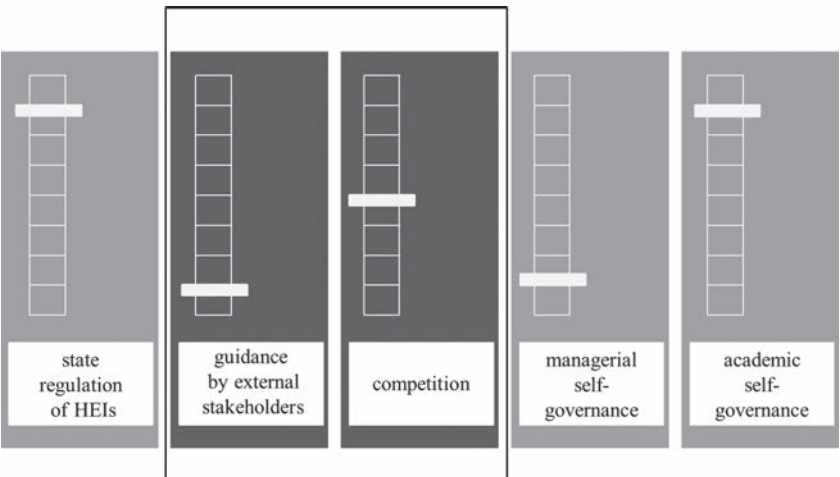 state
regulation
of HEIs
guidance
by external
stakeholders
competition
managerial
self-
governance
academic
self-
governance